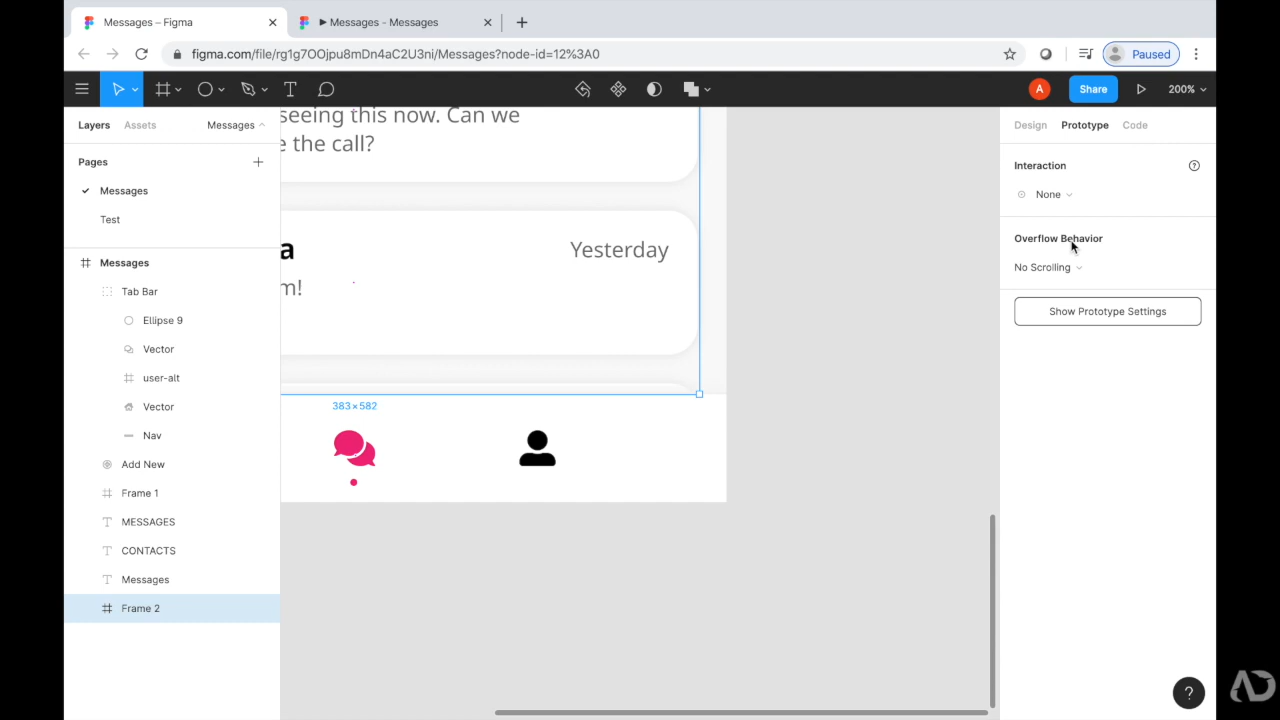 Messages – Figma
Messages - Messages
figma.com/file/rg1g7OOjpu8mDn4aC2U3ni/Messages?node-id=12%3A0
Paused
A
Share
200%
Layers
Assets
Messages
Design
Prototype
Code
Pages
Messages
Test
Messages
Tab Bar
Ellipse 9
Vector
user-alt
Vector
Nav
Add New
Frame 1
MESSAGES
CONTACTS
Messages
Frame 2
seeing this now. Can we
e the call?
a
Yesterday
m!
383×582
Interaction
None
Overflow Behavior
No Scrolling
Show Prototype Settings
?
AD